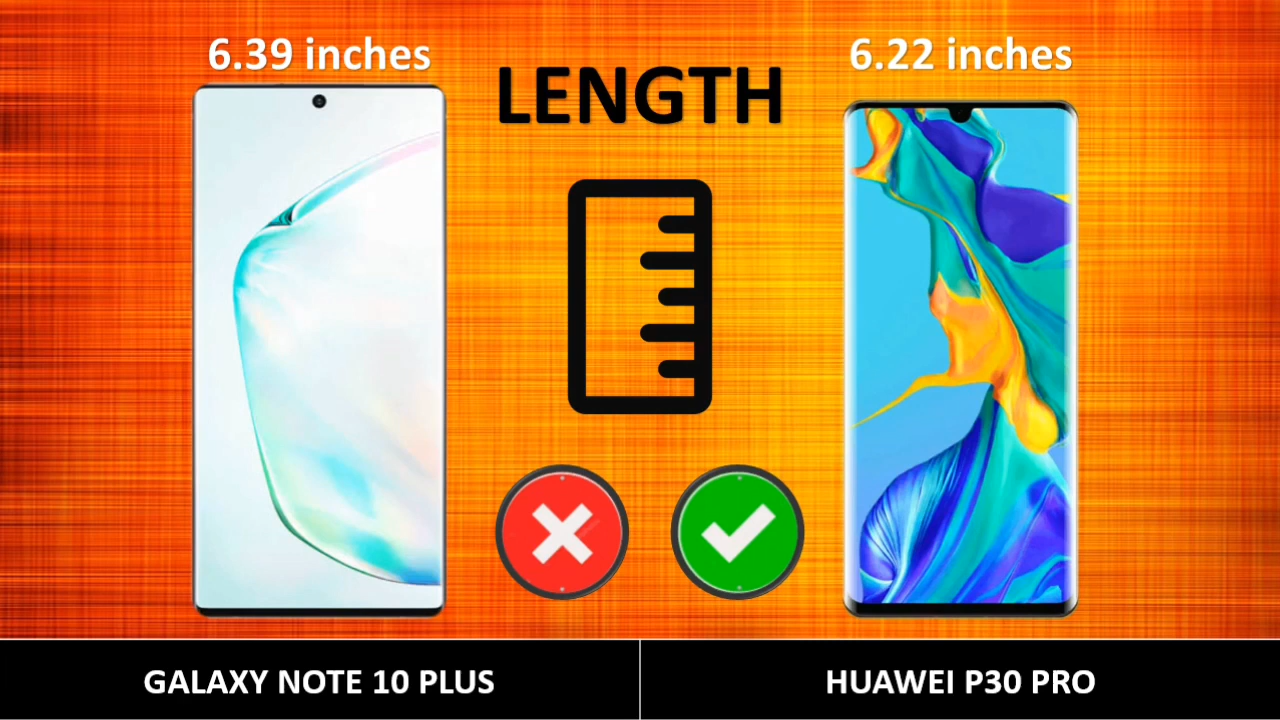 6.39 inches
LENGTH
6.22 inches
GALAXY NOTE 10 PLUS
HUAWEI P30 PRO